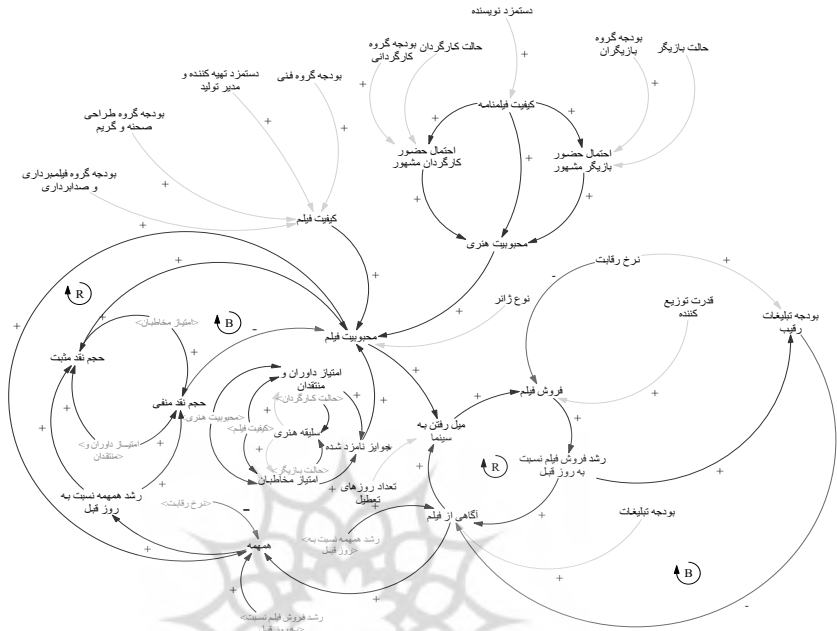 دستمزد نویسنده
حالت بازیگر
بودجه گروه
بازیگران
حالت کارگردان
بودجه گروه
کارگردانی
بودجه گروه فنی
دستمزد تهیه کننده و
مدیر تولید
بودجه گروه طراحی
صحنه و گریم
بودجه گروه فیلمبرداری
و صدابرداری
کیفیت فیلمنامه
احتمال حضور
بازیگر مشهور
احتمال حضور
کارگردان مشهور
کیفیت فیلم
محبوبیت هنری
نرخ رقابت
قدرت توزیع
کننده
بودجه تبلیغات
رقیب
نوع ژانر
محبوبیت فیلم
<امتیاز مخاطبان>
حجم نقد مثبت
حجم نقد منفی
امتیاز داوران و
منتقدان
<حالت کارگردان>
<محبوبیت هنری>
<کیفیت فیلم>
سلیقه هنری
جوایز نامزد شده
<حالت بازیگر>
امتیاز مخاطبان
<امتیاز داوران و
منتقدان>
میل رفتن به
سینما
فروش فیلم
رشد فروش فیلم نسبت
به روز قبل
تعداد روزهای
تعطیل
رشد همهمه نسبت به
روز قبل
<نرخ رقابت>
آگاهی از فیلم
بودجه تبلیغات
<رشد همهمه نسبت به
روز قبل>
همهمه
<رشد فروش فیلم نسبت
به روز قبل>
R
B
R
B